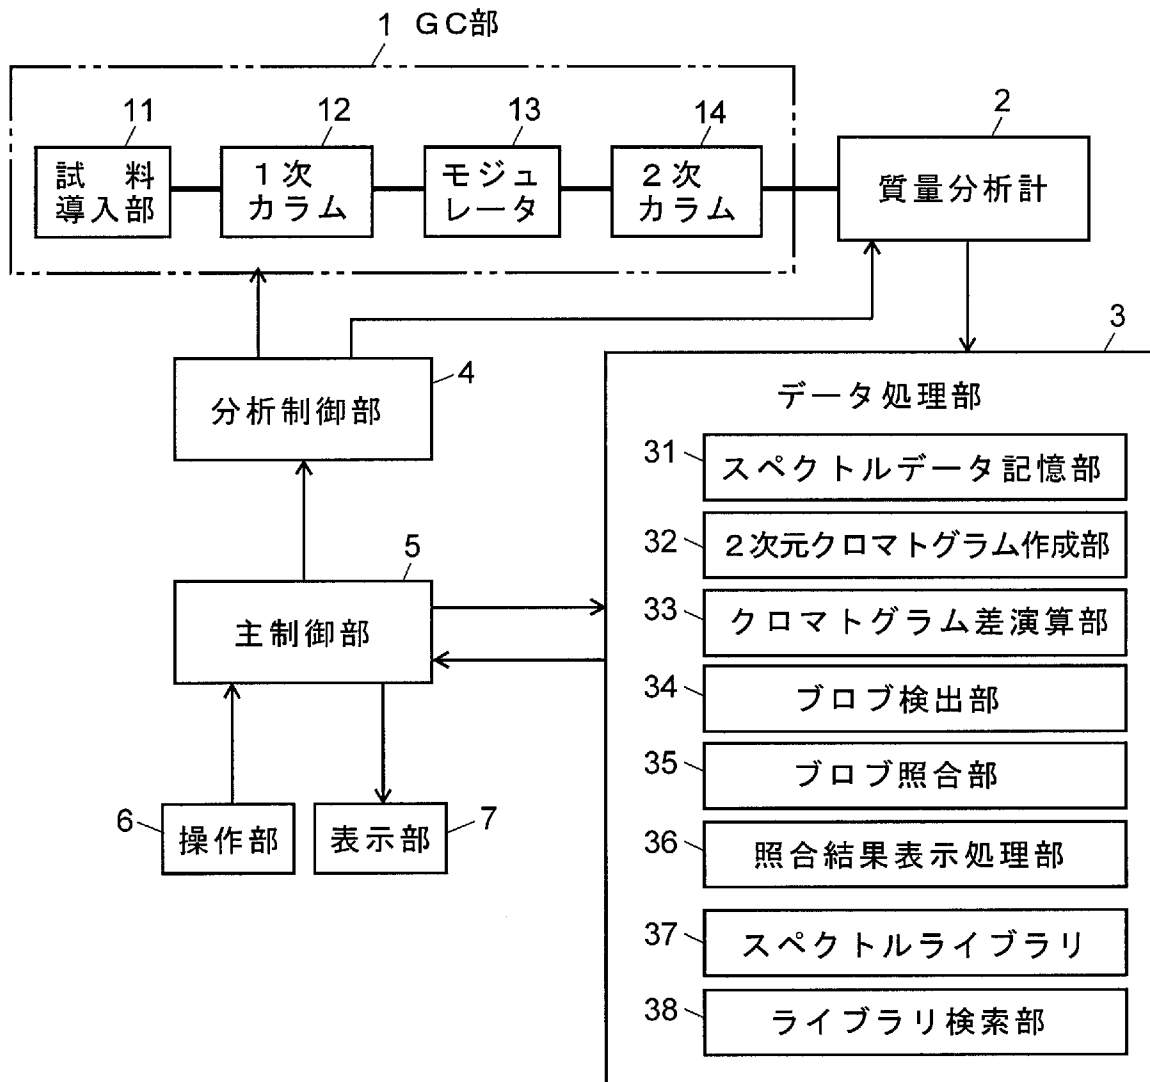 1 GC部
11
12
13
14
2
試料
導入部
1次
カラム
モジュ
レータ
2次
カラム
質量分析計
4
分析制御部
3
データ処理部
31
スペクトルデータ記憶部
32
2次元クロマトグラム作成部
33
クロマトグラム差演算部
34
ブロブ検出部
35
ブロブ照合部
36
照合結果表示処理部
37
スペクトルライブラリ
38
ライブラリ検索部
5
主制御部
6
操作部
表示部
7